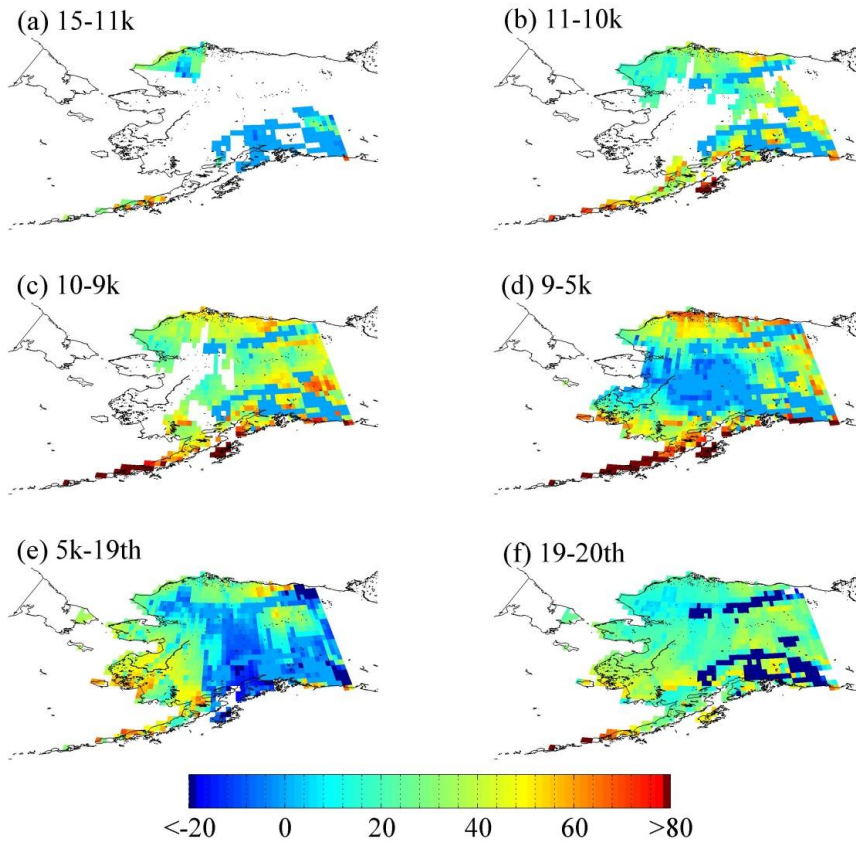 (a) 15-11k
(b) 11-10k
(c) 10-9k
(d) 9-5k
(e) 5k-19th
(f) 19-20th
<-20 0 20 40 60 >80